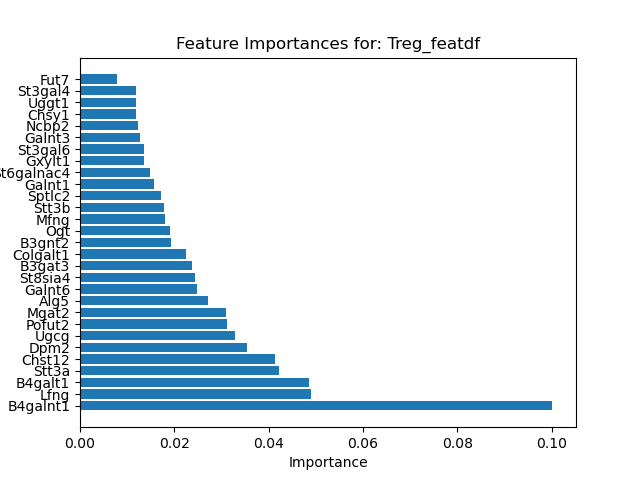 Feature Importances for: Treg_featdf
Fut7
St3gal4
Uggt1
Chsy1
Ncbp2
Galnt3
St3gal6
Gxylt1
St6galnac4
Galnt1
Sptlc2
Stt3b
Mfng
Ogt
B3gnt2
Colgalt1
B3gat3
St8sia4
Galnt6
Alg5
Mgat2
Pofut2
Ugcg
Dpm2
Chst12
Stt3a
B4galt1
Lfng
B4galnt1
0.00 0.02 0.04 0.06 0.08 0.10
Importance